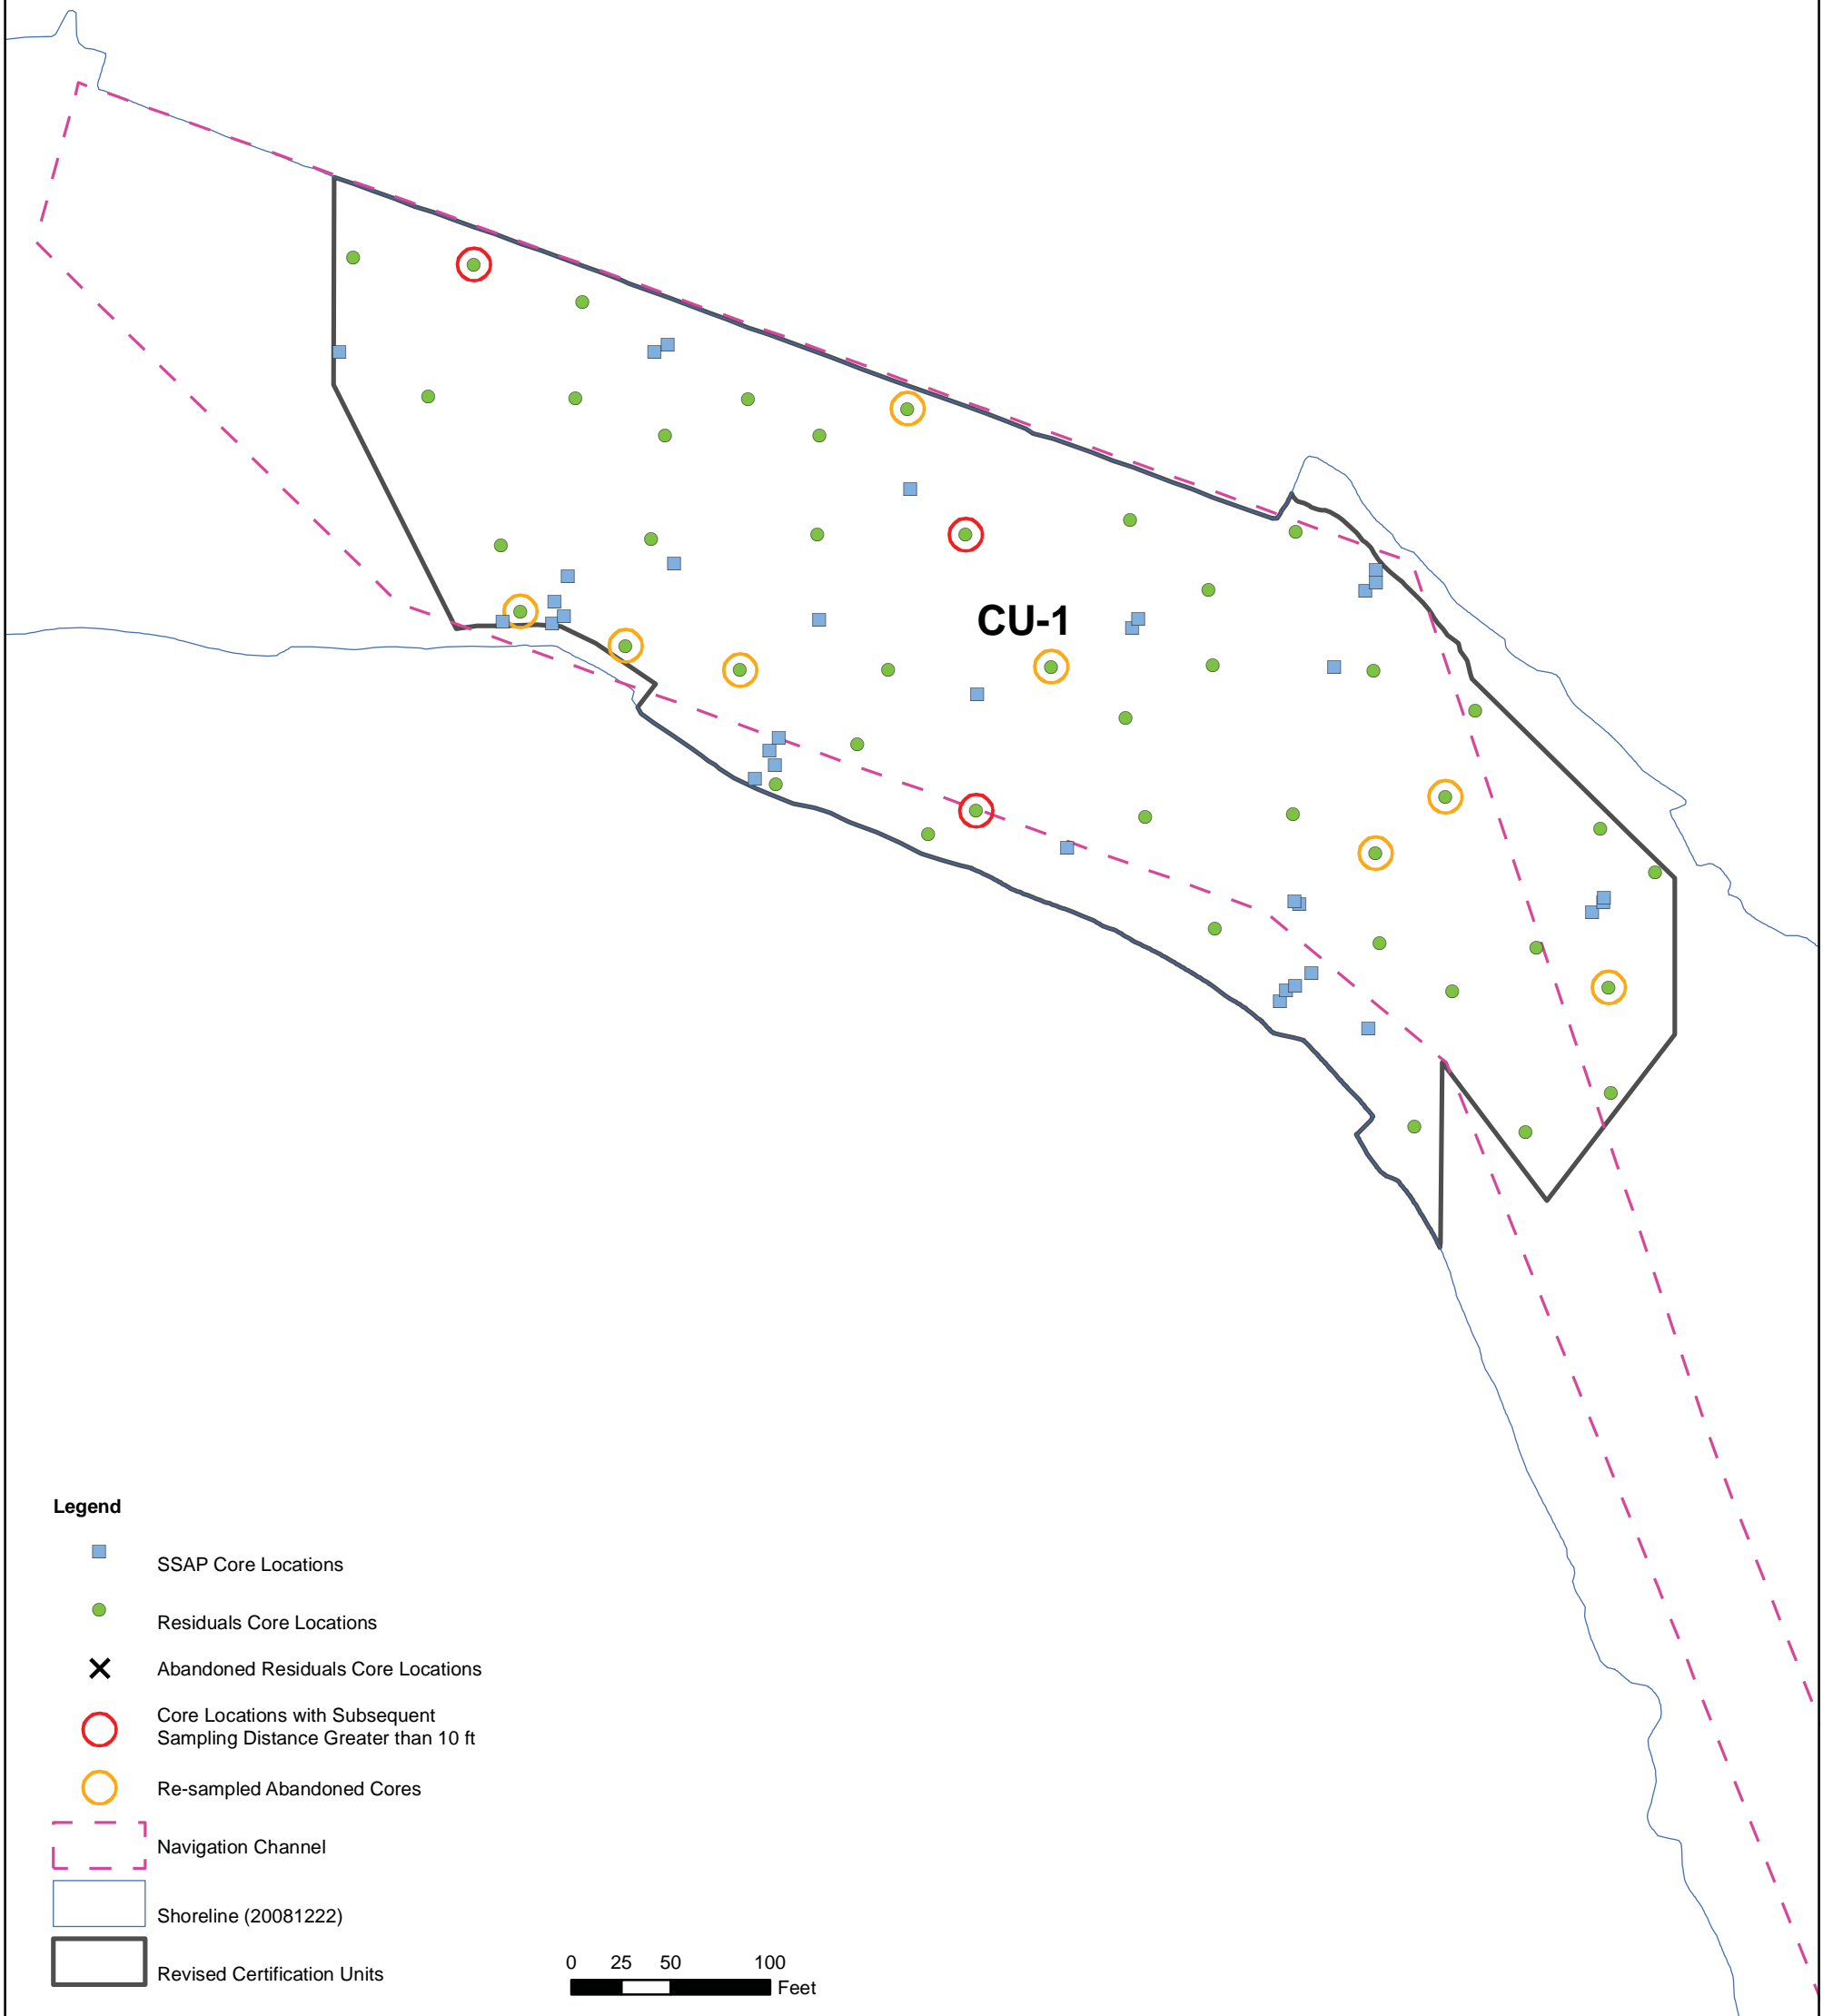 CU-1
Legend
SSAP Core Locations
Residuals Core Locations
Abandoned Residuals Core Locations
Core Locations with Subsequent
Sampling Distance Greater than 10 ft
Re-sampled Abandoned Cores
Navigation Channel
Shoreline (20081222)
Revised Certification Units
0 25 50 100
Feet